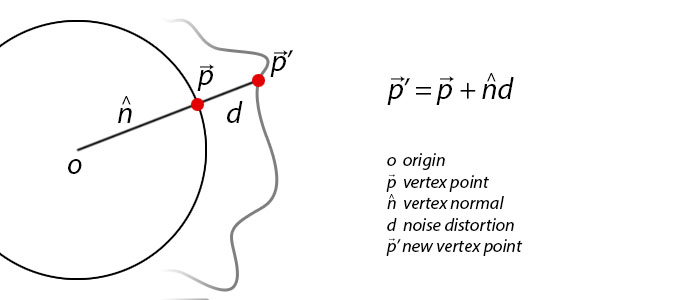 p⃗′
p⃗
n̂
d
o
p⃗′ = p⃗ + n̂d
o origin
p⃗ vertex point
n̂ vertex normal
d noise distortion
p⃗′ new vertex point